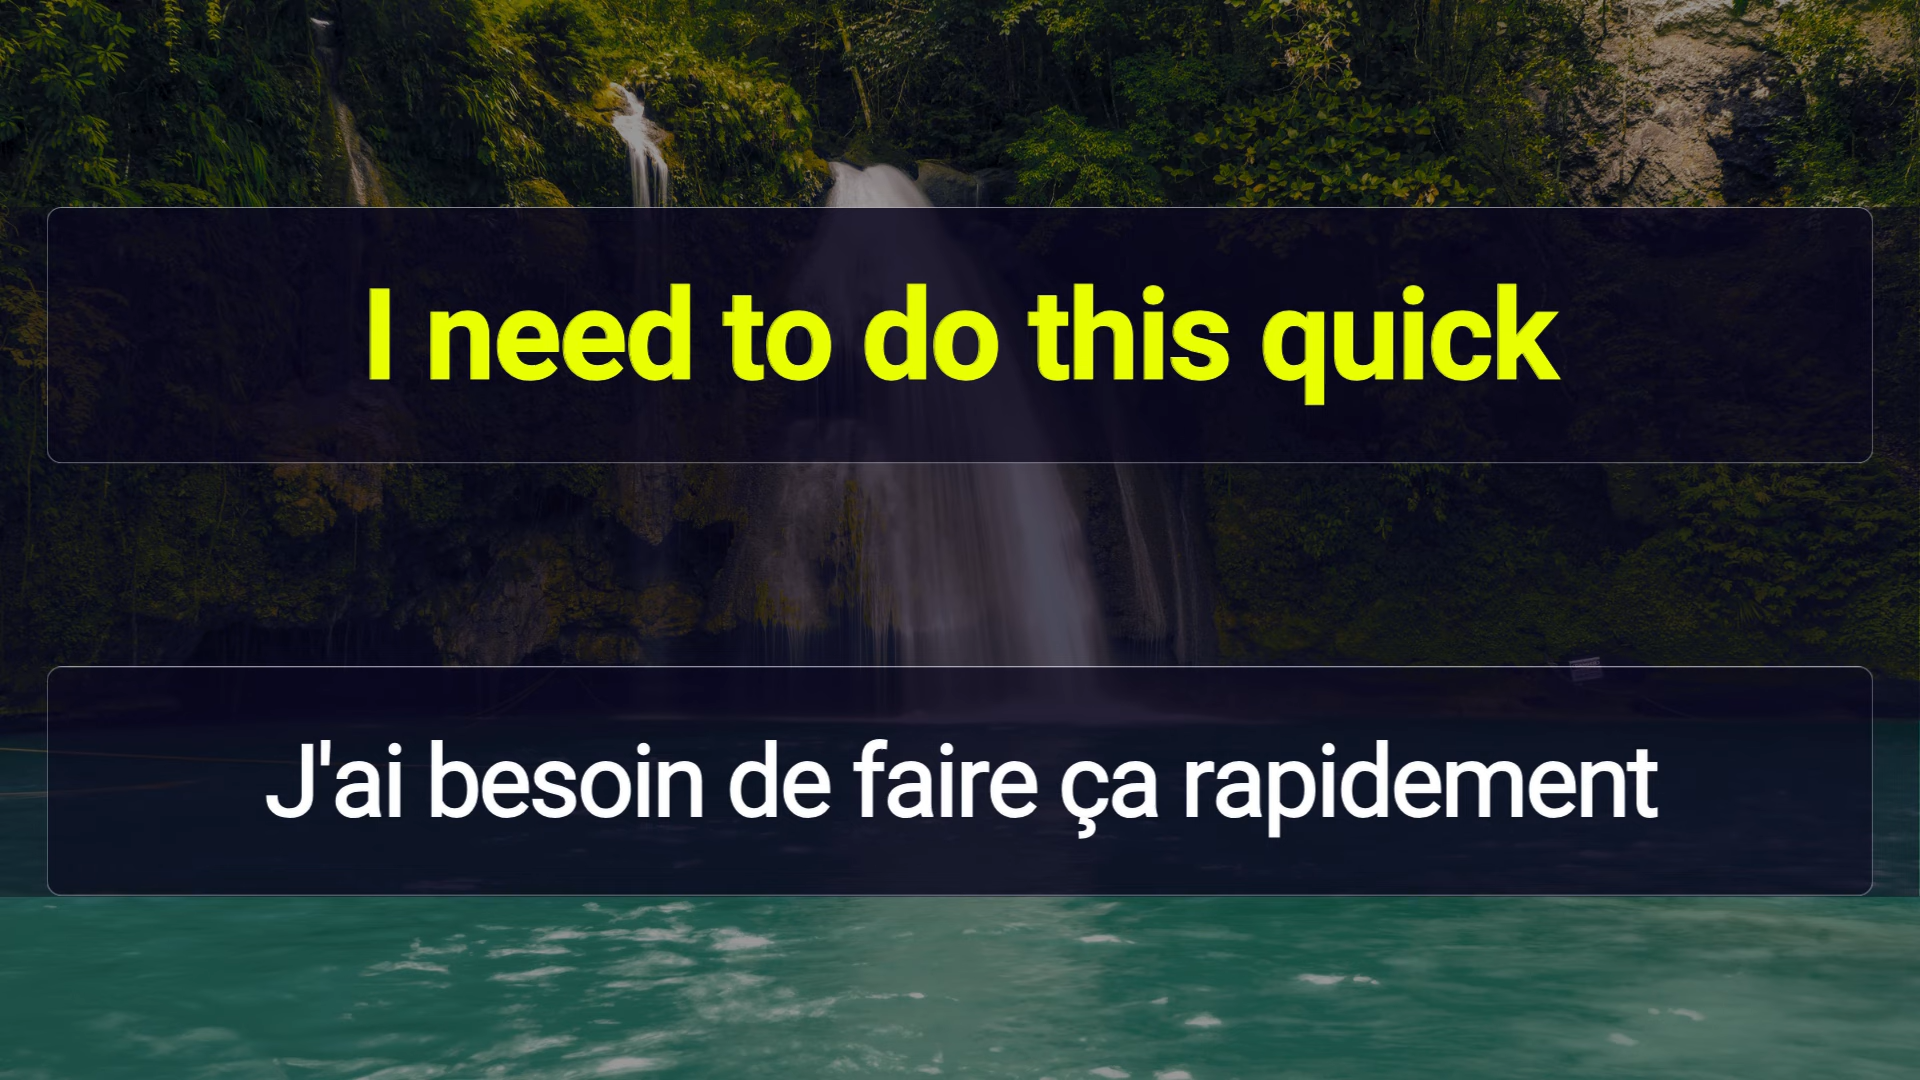 I need to do this quick
J'ai besoin de faire ça rapidement